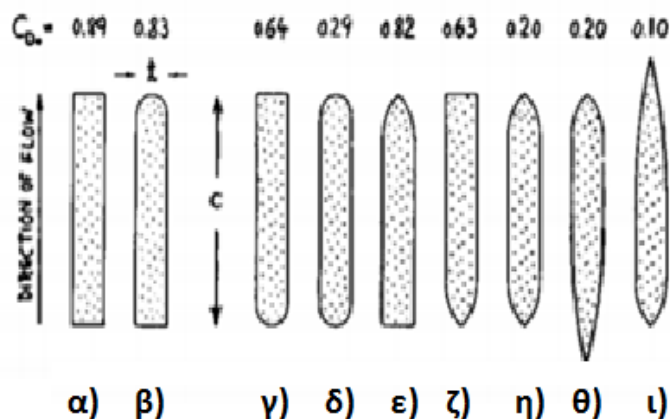 C_D₀ = 0.89 0.83 0.64 0.29 0.82 0.63 0.20 0.20 0.10
t
DIRECTION OF FLOW
C
α) β) γ) δ) ε) ζ) η) θ) ι)